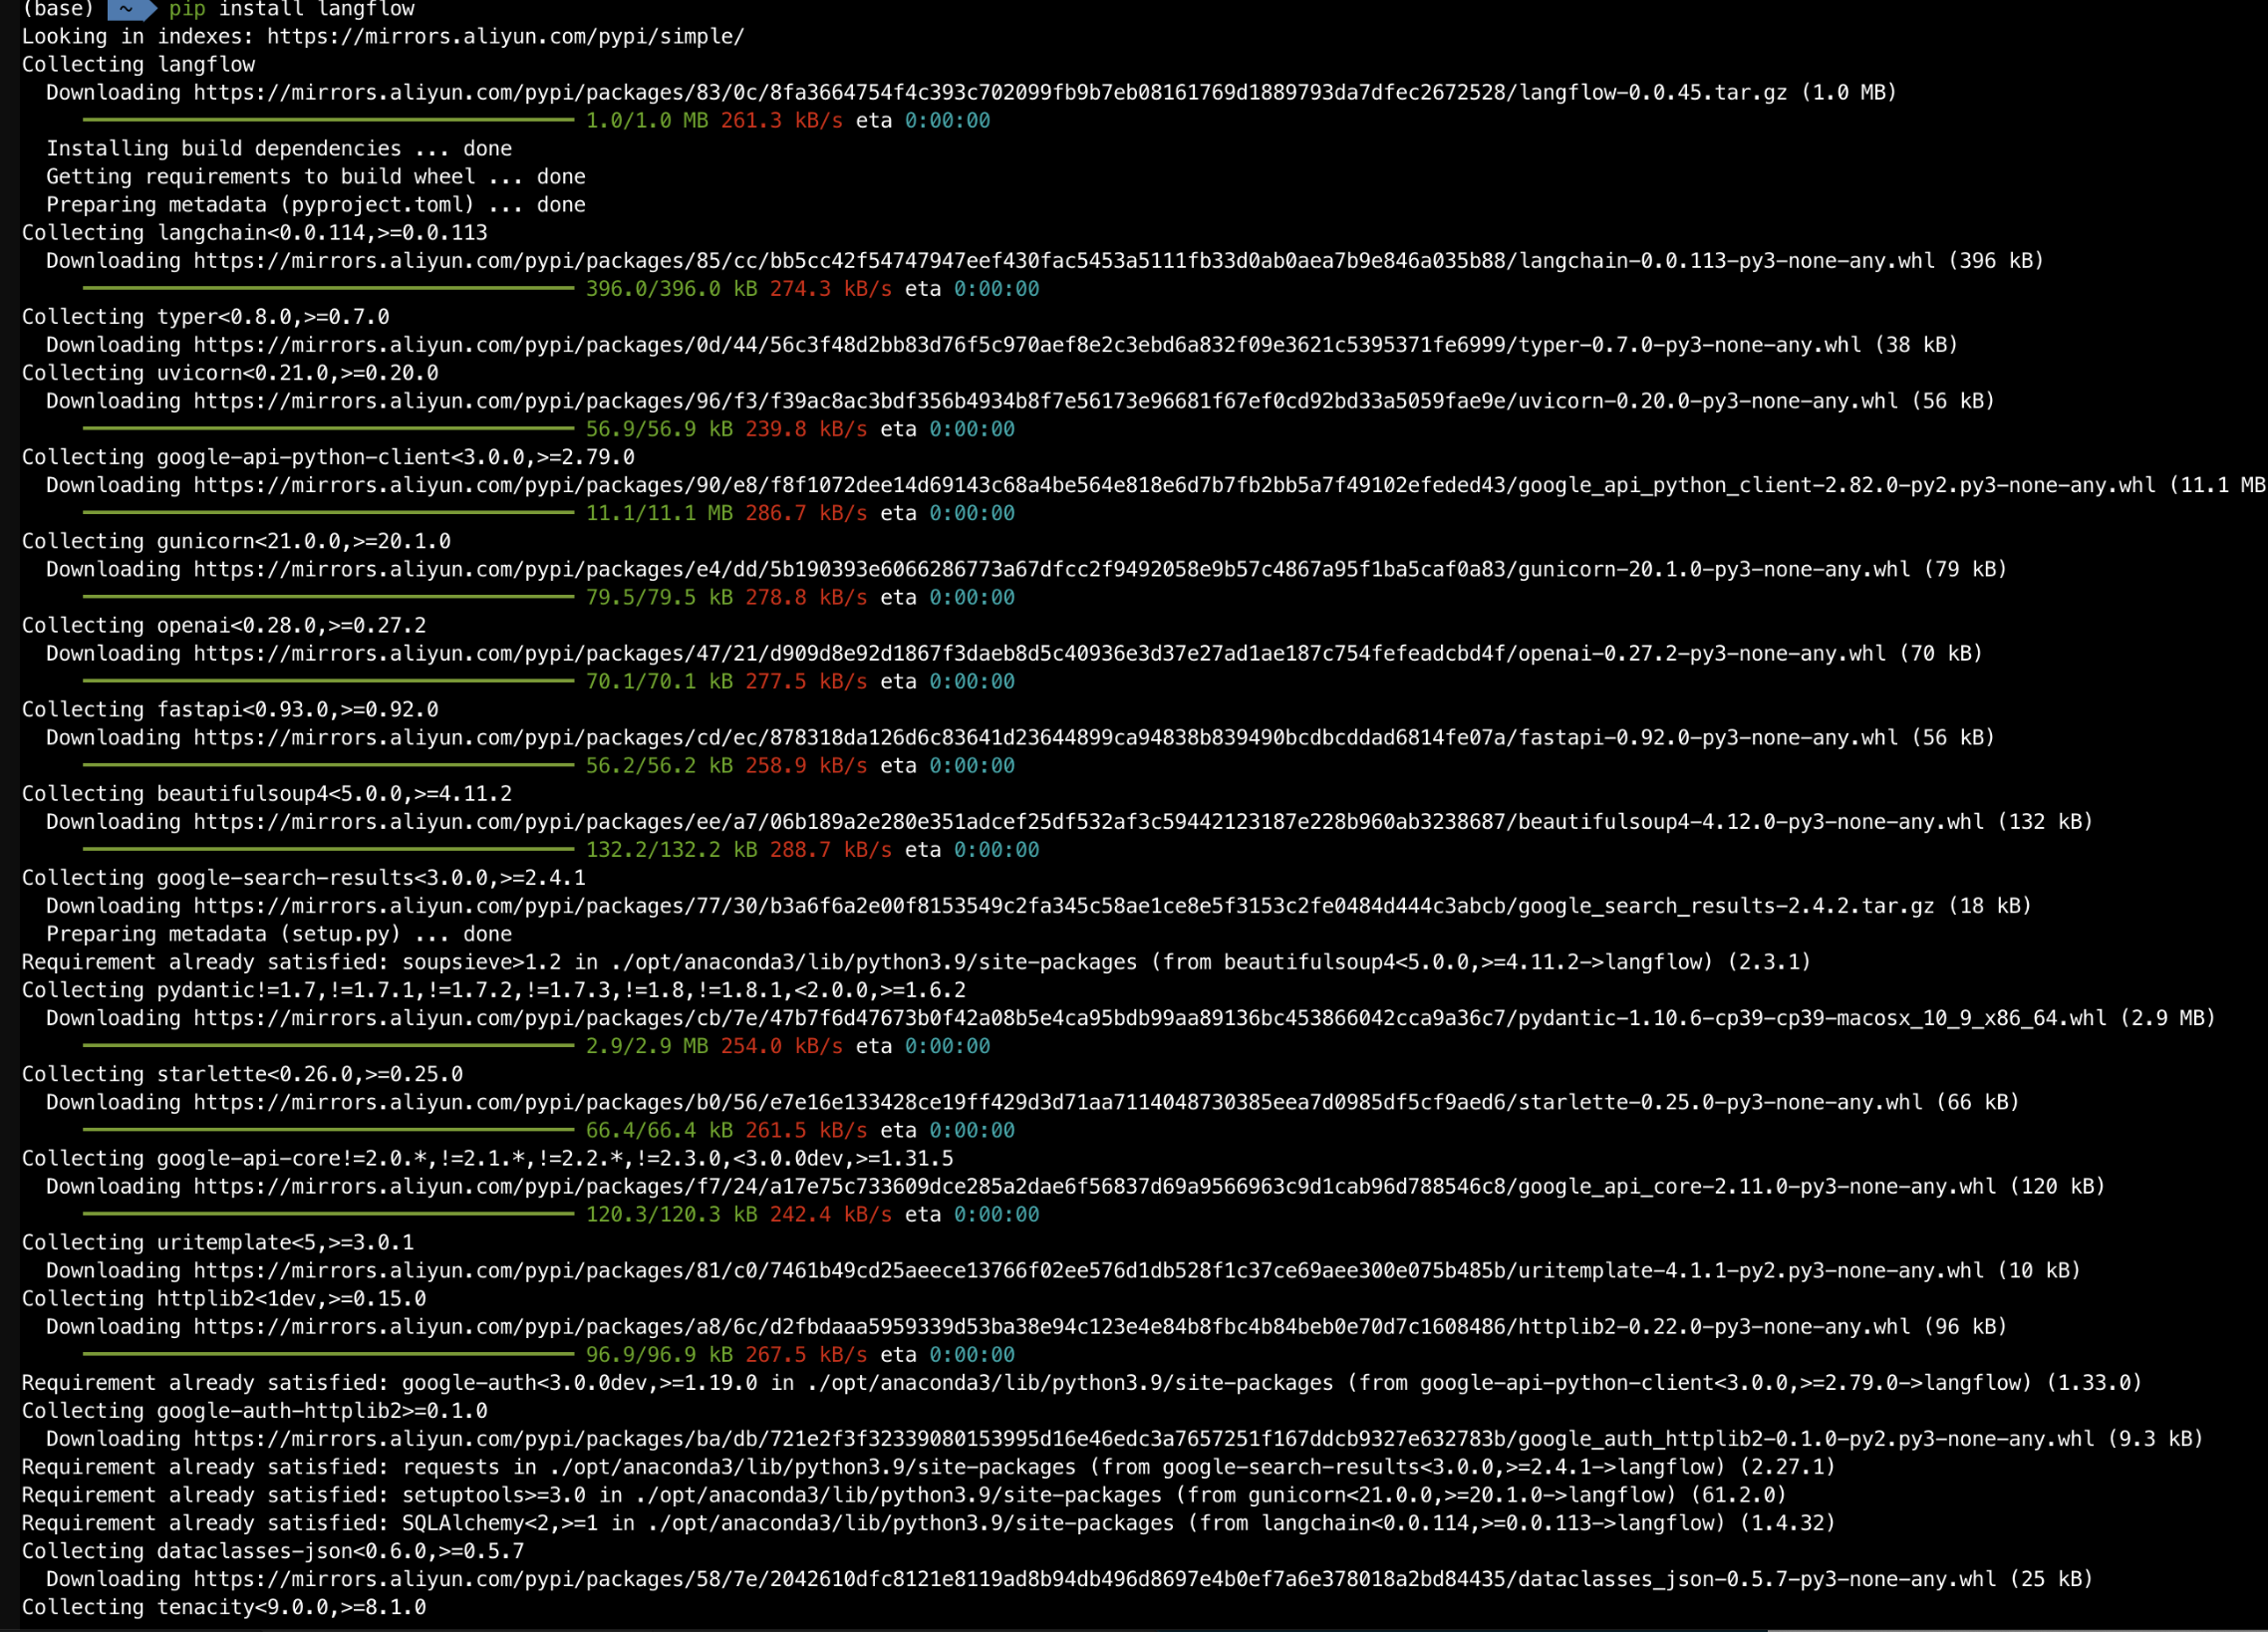 (base) ~ pip install langflow
Looking in indexes: https://mirrors.aliyun.com/pypi/simple/
Collecting langflow
Downloading https://mirrors.aliyun.com/pypi/packages/83/0c/8fa3664754f4c393c702099fb9b7eb08161769d1889793da7dfec2672528/langflow-0.0.45.tar.gz (1.0 MB)
1.0/1.0 MB 261.3 kB/s eta 0:00:00
Installing build dependencies ... done
Getting requirements to build wheel ... done
Preparing metadata (pyproject.toml) ... done
Collecting langchain<0.0.114,>=0.0.113
Downloading https://mirrors.aliyun.com/pypi/packages/85/cc/bb5cc42f54747947eef430fac5453a5111fb33d0ab0aea7b9e846a035b88/langchain-0.0.113-py3-none-any.whl (396 kB)
396.0/396.0 kB 274.3 kB/s eta 0:00:00
Collecting typer<0.8.0,>=0.7.0
Downloading https://mirrors.aliyun.com/pypi/packages/0d/44/56c3f48d2bb83d76f5c970aef8e2c3ebd6a832f09e3621c5395371fe6999/typer-0.7.0-py3-none-any.whl (38 kB)
Collecting uvicorn<0.21.0,>=0.20.0
Downloading https://mirrors.aliyun.com/pypi/packages/96/f3/f39ac8ac3bdf356b4934b8f7e56173e96681f67ef0cd92bd33a5059fae9e/uvicorn-0.20.0-py3-none-any.whl (56 kB)
56.9/56.9 kB 239.8 kB/s eta 0:00:00
Collecting google-api-python-client<3.0.0,>=2.79.0
Downloading https://mirrors.aliyun.com/pypi/packages/90/e8/f8f1072dee14d69143c68a4be564e818e6d7b7fb2bb5a7f49102efeded43/google_api_python_client-2.82.0-py2.py3-none-any.whl (11.1 MB
11.1/11.1 MB 286.7 kB/s eta 0:00:00
Collecting gunicorn<21.0.0,>=20.1.0
Downloading https://mirrors.aliyun.com/pypi/packages/e4/dd/5b190393e6066286773a67dfcc2f9492058e9b57c4867a95f1ba5caf0a83/gunicorn-20.1.0-py3-none-any.whl (79 kB)
79.5/79.5 kB 278.8 kB/s eta 0:00:00
Collecting openai<0.28.0,>=0.27.2
Downloading https://mirrors.aliyun.com/pypi/packages/47/21/d909d8e92d1867f3daeb8d5c40936e3d37e27ad1ae187c754fefeadcbd4f/openai-0.27.2-py3-none-any.whl (70 kB)
70.1/70.1 kB 277.5 kB/s eta 0:00:00
Collecting fastapi<0.93.0,>=0.92.0
Downloading https://mirrors.aliyun.com/pypi/packages/cd/ec/878318da126d6c83641d23644899ca94838b839490bcdbcddad6814fe07a/fastapi-0.92.0-py3-none-any.whl (56 kB)
56.2/56.2 kB 258.9 kB/s eta 0:00:00
Collecting beautifulsoup4<5.0.0,>=4.11.2
Downloading https://mirrors.aliyun.com/pypi/packages/ee/a7/06b189a2e280e351adcef25df532af3c59442123187e228b960ab3238687/beautifulsoup4-4.12.0-py3-none-any.whl (132 kB)
132.2/132.2 kB 288.7 kB/s eta 0:00:00
Collecting google-search-results<3.0.0,>=2.4.1
Downloading https://mirrors.aliyun.com/pypi/packages/77/30/b3a6f6a2e00f8153549c2fa345c58ae1ce8e5f3153c2fe0484d444c3abcb/google_search_results-2.4.2.tar.gz (18 kB)
Preparing metadata (setup.py) ... done
Requirement already satisfied: soupsieve>1.2 in ./opt/anaconda3/lib/python3.9/site-packages (from beautifulsoup4<5.0.0,>=4.11.2->langflow) (2.3.1)
Collecting pydantic!=1.7,!=1.7.1,!=1.7.2,!=1.7.3,!=1.8,!=1.8.1,<2.0.0,>=1.6.2
Downloading https://mirrors.aliyun.com/pypi/packages/cb/7e/47b7f6d47673b0f42a08b5e4ca95bdb99aa89136bc453866042cca9a36c7/pydantic-1.10.6-cp39-cp39-macosx_10_9_x86_64.whl (2.9 MB)
2.9/2.9 MB 254.0 kB/s eta 0:00:00
Collecting starlette<0.26.0,>=0.25.0
Downloading https://mirrors.aliyun.com/pypi/packages/b0/56/e7e16e133428ce19ff429d3d71aa7114048730385eea7d0985df5cf9aed6/starlette-0.25.0-py3-none-any.whl (66 kB)
66.4/66.4 kB 261.5 kB/s eta 0:00:00
Collecting google-api-core!=2.0.*,!=2.1.*,!=2.2.*,!=2.3.0,<3.0.0dev,>=1.31.5
Downloading https://mirrors.aliyun.com/pypi/packages/f7/24/a17e75c733609dce285a2dae6f56837d69a9566963c9d1cab96d788546c8/google_api_core-2.11.0-py3-none-any.whl (120 kB)
120.3/120.3 kB 242.4 kB/s eta 0:00:00
Collecting uritemplate<5,>=3.0.1
Downloading https://mirrors.aliyun.com/pypi/packages/81/c0/7461b49cd25aeece13766f02ee576d1db528f1c37ce69aee300e075b485b/uritemplate-4.1.1-py2.py3-none-any.whl (10 kB)
Collecting httplib2<1dev,>=0.15.0
Downloading https://mirrors.aliyun.com/pypi/packages/a8/6c/d2fbdaaa5959339d53ba38e94c123e4e84b8fbc4b84beb0e70d7c1608486/httplib2-0.22.0-py3-none-any.whl (96 kB)
96.9/96.9 kB 267.5 kB/s eta 0:00:00
Requirement already satisfied: google-auth<3.0.0dev,>=1.19.0 in ./opt/anaconda3/lib/python3.9/site-packages (from google-api-python-client<3.0.0,>=2.79.0->langflow) (1.33.0)
Collecting google-auth-httplib2>=0.1.0
Downloading https://mirrors.aliyun.com/pypi/packages/ba/db/721e2f3f32339080153995d16e46edc3a7657251f167ddcb9327e632783b/google_auth_httplib2-0.1.0-py2.py3-none-any.whl (9.3 kB)
Requirement already satisfied: requests in ./opt/anaconda3/lib/python3.9/site-packages (from google-search-results<3.0.0,>=2.4.1->langflow) (2.27.1)
Requirement already satisfied: setuptools>=3.0 in ./opt/anaconda3/lib/python3.9/site-packages (from gunicorn<21.0.0,>=20.1.0->langflow) (61.2.0)
Requirement already satisfied: SQLAlchemy<2,>=1 in ./opt/anaconda3/lib/python3.9/site-packages (from langchain<0.0.114,>=0.0.113->langflow) (1.4.32)
Collecting dataclasses-json<0.6.0,>=0.5.7
Downloading https://mirrors.aliyun.com/pypi/packages/58/7e/2042610dfc8121e8119ad8b94db496d8697e4b0ef7a6e378018a2bd84435/dataclasses_json-0.5.7-py3-none-any.whl (25 kB)
Collecting tenacity<9.0.0,>=8.1.0